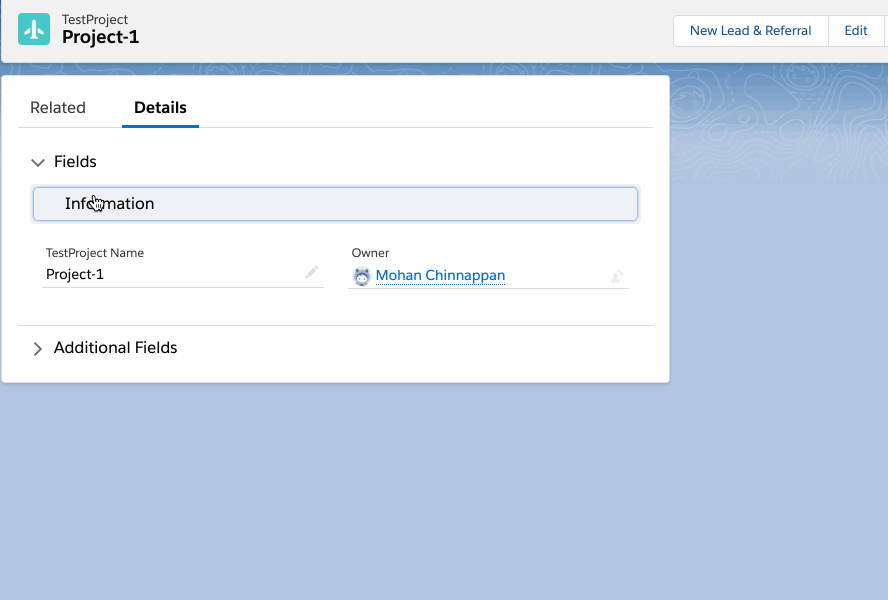 TestProject
Project-1
New Lead & Referral
Edit
Related
Details
Fields
Information
TestProject Name
Owner
Project-1
Mohan Chinnappan
Additional Fields